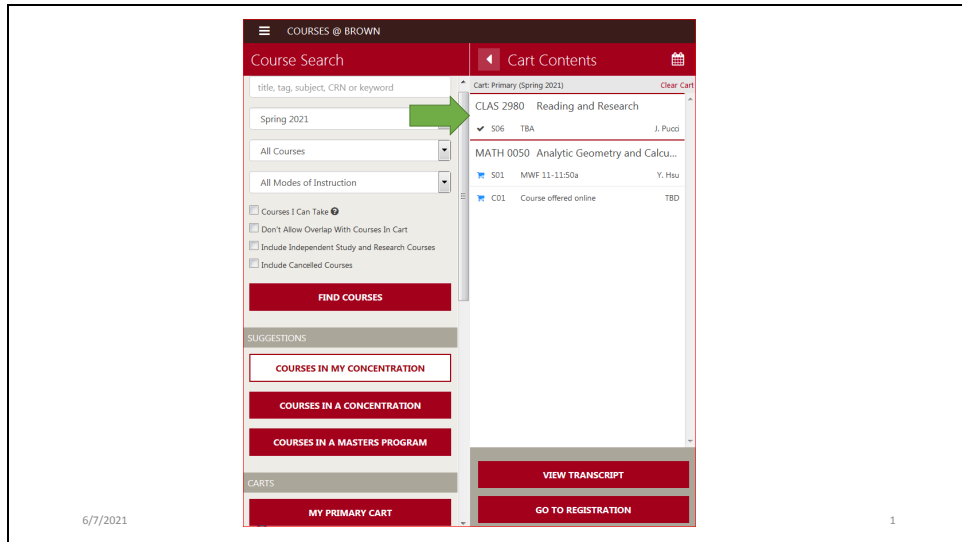 COURSES @ BROWN
Course Search
title, tag, subject, CRN or keyword
Spring 2021
All Courses
All Modes of Instruction
Courses I Can Take ?
Don't Allow Overlap With Courses In Cart
Include Independent Study and Research Courses
Include Cancelled Courses
FIND COURSES
SUGGESTIONS
COURSES IN MY CONCENTRATION
COURSES IN A CONCENTRATION
COURSES IN A MASTERS PROGRAM
CARTS
MY PRIMARY CART
Cart Contents
Cart: Primary (Spring 2021) Clear Cart
CLAS 2980 Reading and Research
S06 TBA J. Pucci
MATH 0050 Analytic Geometry and Calcu...
S01 MWF 11-11:50a Y. Hsu
C01 Course offered online TBD
VIEW TRANSCRIPT
GO TO REGISTRATION
6/7/2021
1